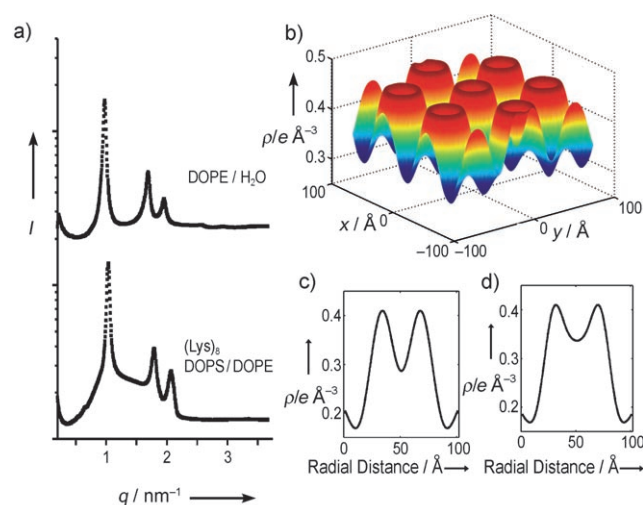 a)
I
DOPE / H₂O
(Lys)₈
DOPS/DOPE
1 2 3
q / nm⁻¹
b)
0.5
0.4
ρ/e Å⁻³
0.3
100
x / Å
0
−100
−100
0
y / Å
100
c)
0.4
0.3
ρ/e Å⁻³
0.2
0 50 100
Radial Distance / Å
d)
0.4
0.3
ρ/e Å⁻³
0.2
0 50 100
Radial Distance / Å